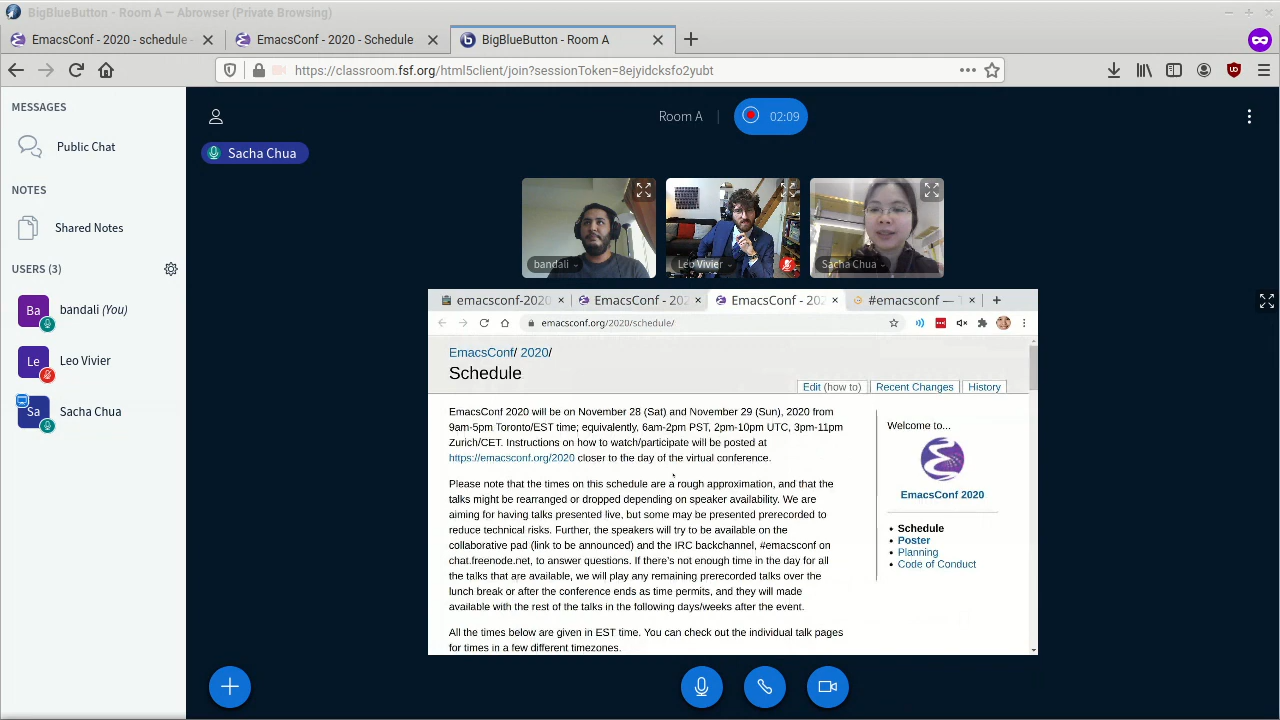 BigBlueButton - Room A — Abrowser (Private Browsing)
EmacsConf - 2020 - schedule -
EmacsConf - 2020 - Schedule
BigBlueButton - Room A
https://classroom.fsf.org/html5client/join?sessionToken=8ejyidcksfo2yubt
MESSAGES
Public Chat
NOTES
Shared Notes
USERS (3)
Ba
bandali (You)
Le
Leo Vivier
Sa
Sacha Chua
Room A
02:09
Sacha Chua
bandali
Leo Vivier
Sacha Chua
emacsconf-2020
EmacsConf - 202
EmacsConf - 202
#emacsconf — T
emacsconf.org/2020/schedule/
EmacsConf/ 2020/
Schedule
Edit (how to)
Recent Changes
History
EmacsConf 2020 will be on November 28 (Sat) and November 29 (Sun), 2020 from
9am-5pm Toronto/EST time; equivalently, 6am-2pm PST, 2pm-10pm UTC, 3pm-11pm
Zurich/CET. Instructions on how to watch/participate will be posted at
https://emacsconf.org/2020 closer to the day of the virtual conference.
Please note that the times on this schedule are a rough approximation, and that the
talks might be rearranged or dropped depending on speaker availability. We are
aiming for having talks presented live, but some may be presented prerecorded to
reduce technical risks. Further, the speakers will try to be available on the
collaborative pad (link to be announced) and the IRC backchannel, #emacsconf on
chat.freenode.net, to answer questions. If there's not enough time in the day for all
the talks that are available, we will play any remaining prerecorded talks over the
lunch break or after the conference ends as time permits, and they will made
available with the rest of the talks in the following days/weeks after the event.
All the times below are given in EST time. You can check out the individual talk pages
for times in a few different timezones.
Welcome to...
EmacsConf 2020
Schedule
Poster
Planning
Code of Conduct